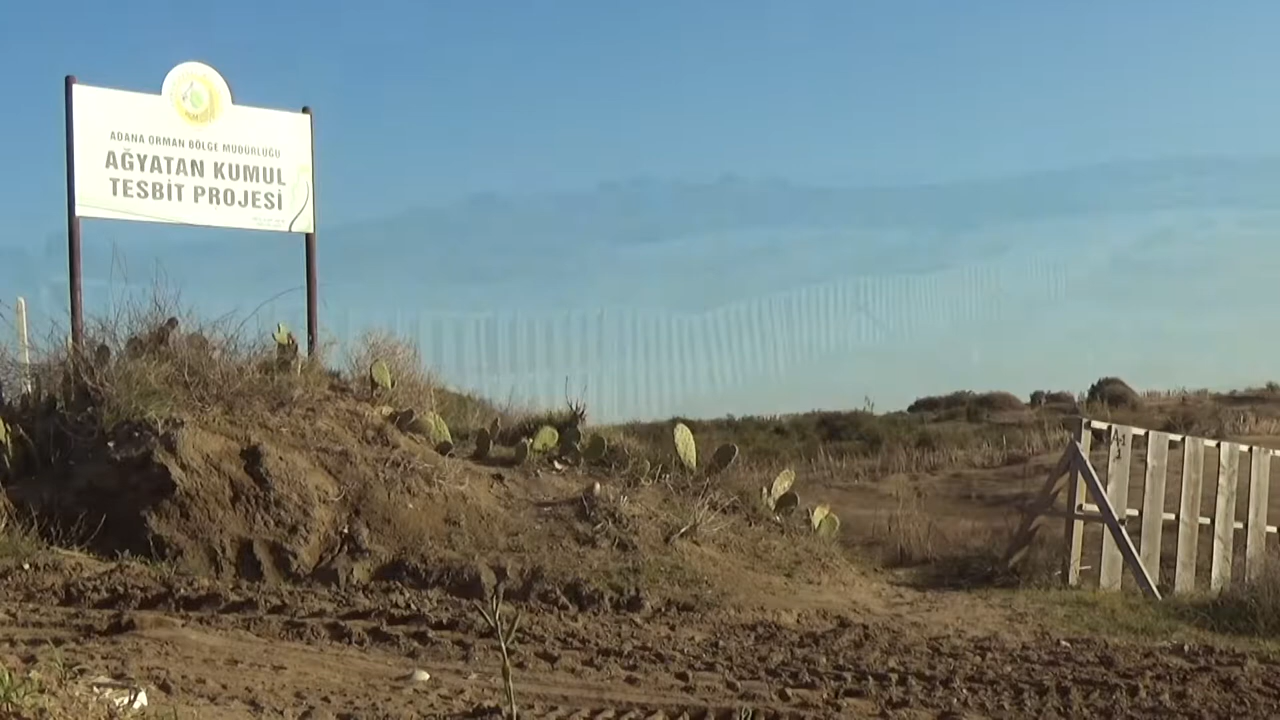 ADANA ORMAN BÖLGE MÜDÜRLÜĞÜ
AĞYATAN KUMUL
TESBİT PROJESİ